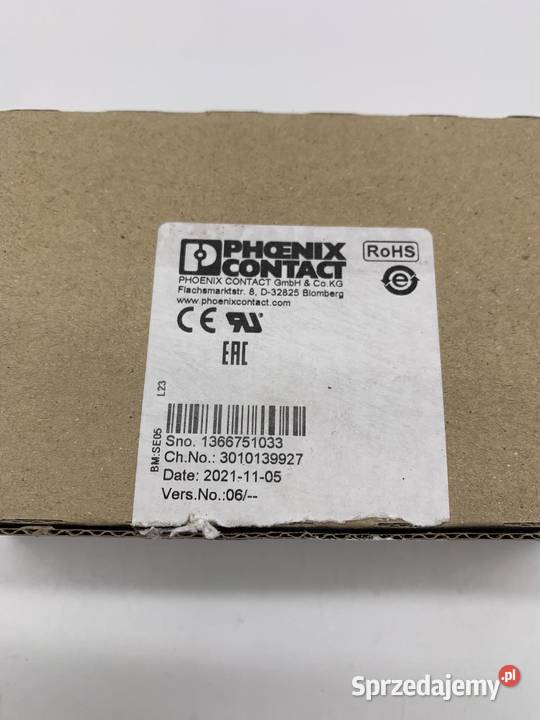 PHŒNIX
CONTACT
RoHS
PHOENIX CONTACT GmbH & Co.KG
Flachsmarktstr. 8, D-32825 Blomberg
www.phoenixcontact.com
e
CE
EAC
L23
BM:SE05
Sno. 1366751033
Ch.No.: 3010139927
Date: 2021-11-05
Vers.No.:06/--
Sprzedajemy.pl